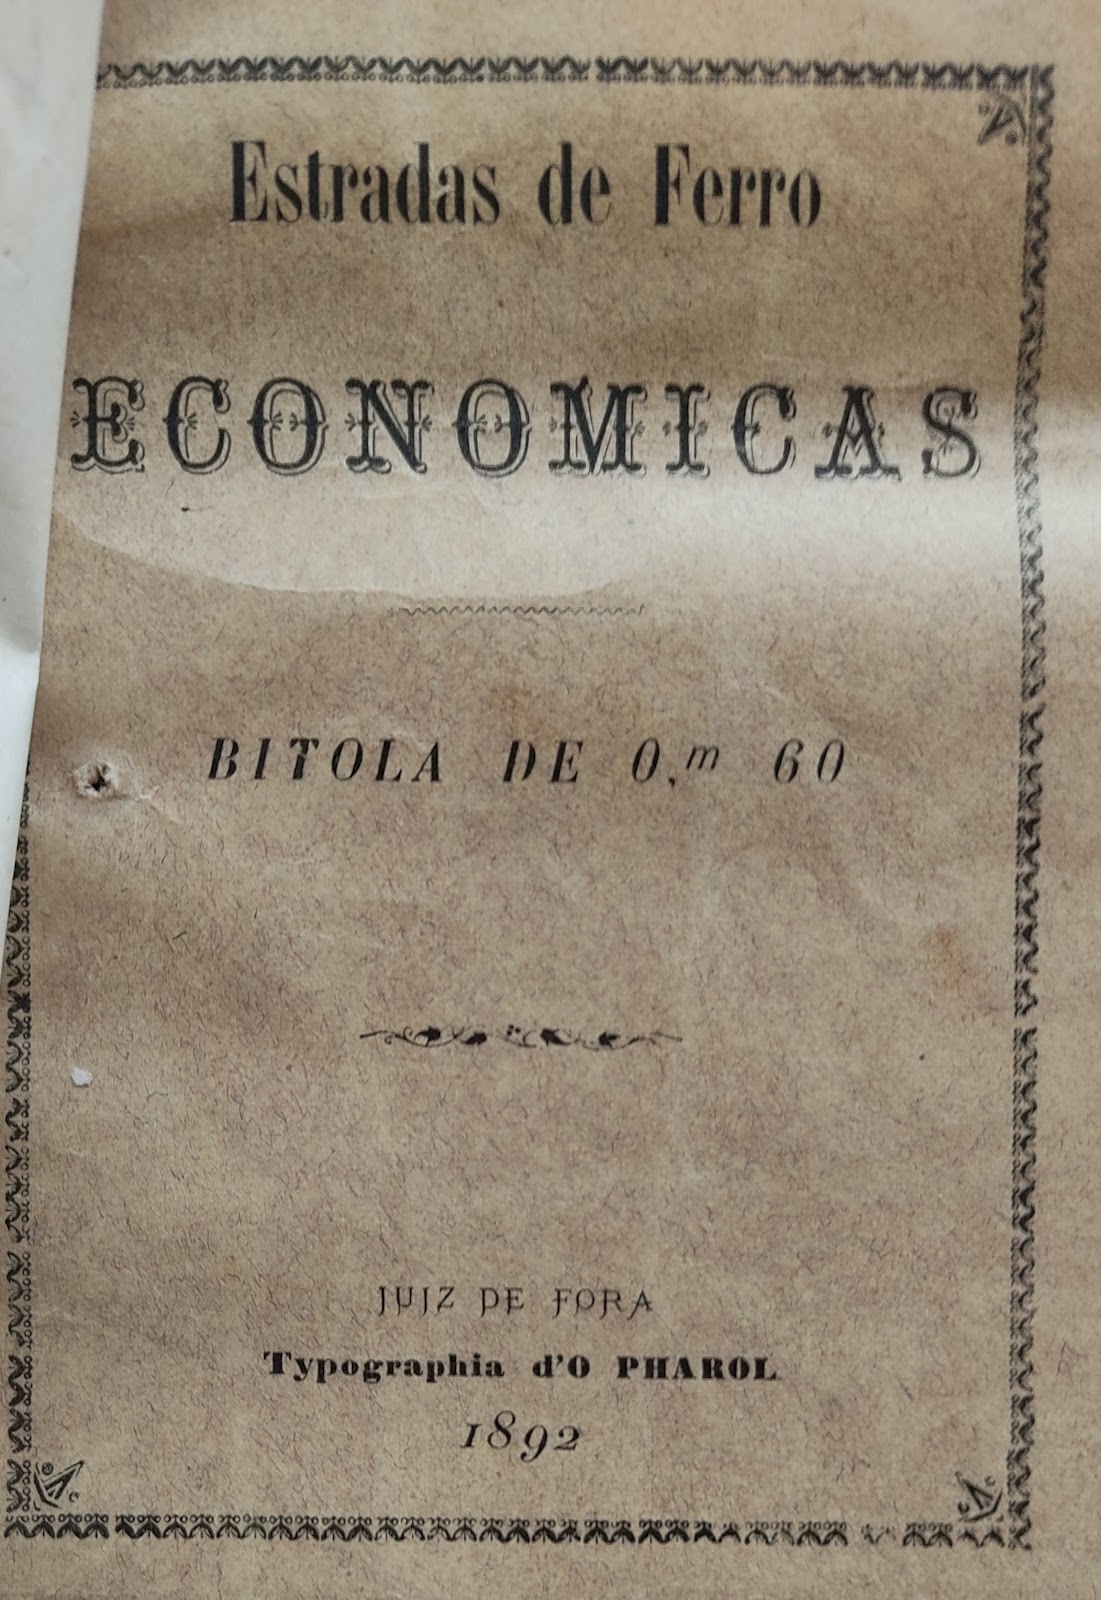 Estradas de Ferro
ECONOMICAS
BITOLA DE 0,m 60
JUIZ DE FORA
Typographia d'O PHAROL
1892